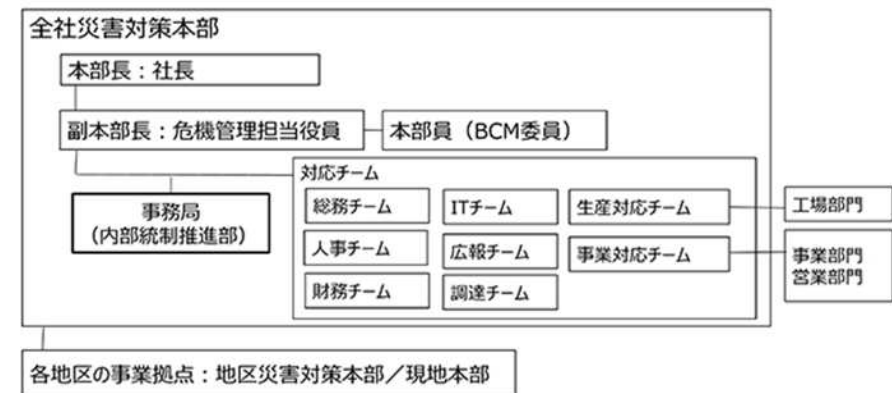 全社災害対策本部
本部長：社長
副本部長：危機管理担当役員
本部員（BCM委員）
対応チーム
事務局
（内部統制推進部）
総務チーム
ITチーム
生産対応チーム
工場部門
人事チーム
広報チーム
事業対応チーム
事業部門
営業部門
財務チーム
調達チーム
各地区の事業拠点：地区災害対策本部／現地本部